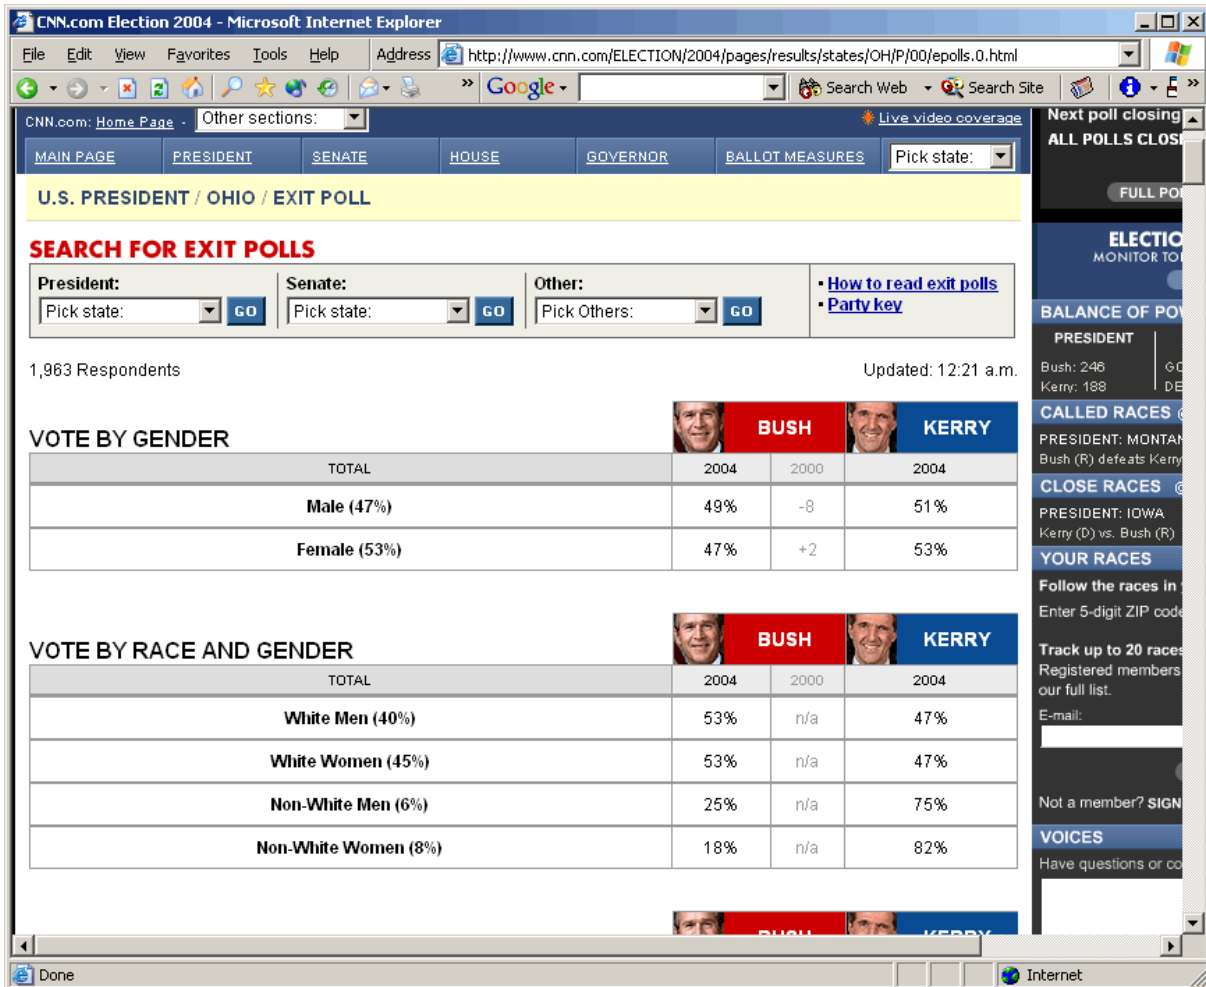 CNN.com Election 2004 - Microsoft Internet Explorer
File Edit View Favorites Tools Help Address http://www.cnn.com/ELECTION/2004/pages/results/states/OH/P/00/epolls.0.html
» Google Search Web Search Site »
CNN.com: Home Page - Other sections: Live video coverage
MAIN PAGE PRESIDENT SENATE HOUSE GOVERNOR BALLOT MEASURES Pick state:
U.S. PRESIDENT / OHIO / EXIT POLL
SEARCH FOR EXIT POLLS
President: Senate: Other:
Pick state: GO Pick state: GO Pick Others: GO
How to read exit polls
Party key
1,963 Respondents Updated: 12:21 a.m.
VOTE BY GENDER BUSH KERRY
TOTAL 2004 2000 2004
Male (47%) 49% -8 51%
Female (53%) 47% +2 53%
VOTE BY RACE AND GENDER BUSH KERRY
TOTAL 2004 2000 2004
White Men (40%) 53% n/a 47%
White Women (45%) 53% n/a 47%
Non-White Men (6%) 25% n/a 75%
Non-White Women (8%) 18% n/a 82%
BUSH KERRY
Next poll closing
ALL POLLS CLOS
FULL PO
ELECTIO
MONITOR TO
BALANCE OF PO
PRESIDENT
Bush: 246 GO
Kerry: 188 DE
CALLED RACES
PRESIDENT: MONTAN
Bush (R) defeats Kerry
CLOSE RACES
PRESIDENT: IOWA
Kerry (D) vs. Bush (R)
YOUR RACES
Follow the races in
Enter 5-digit ZIP code
Track up to 20 races
Registered members
our full list.
E-mail:
Not a member? SIGN
VOICES
Have questions or co
Done Internet